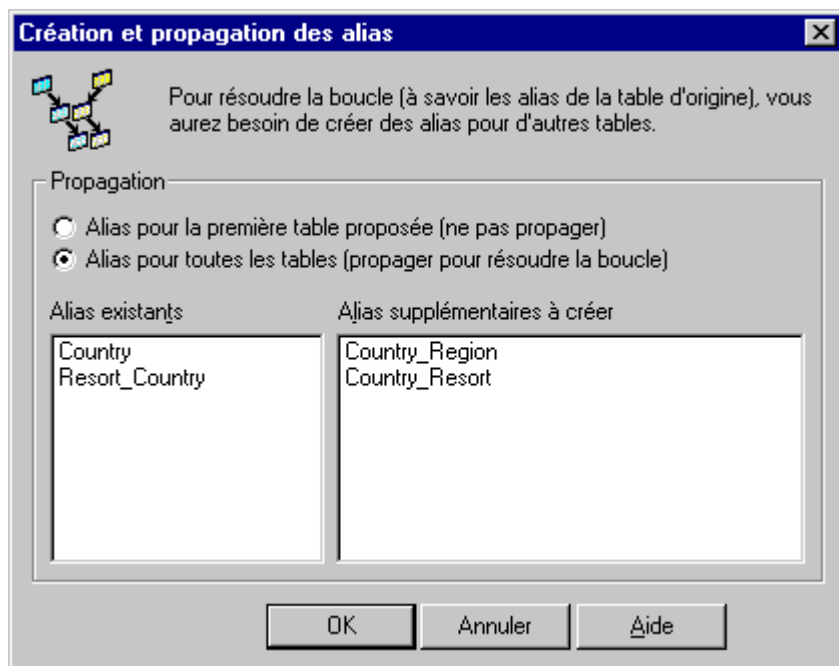 Création et propagation des alias
Pour résoudre la boucle (à savoir les alias de la table d'origine), vous
aurez besoin de créer des alias pour d'autres tables.
Propagation
Alias pour la première table proposée (ne pas propager)
Alias pour toutes les tables (propager pour résoudre la boucle)
Alias existants
Country
Resort_Country
Alias supplémentaires à créer
Country_Region
Country_Resort
OK
Annuler
Aide